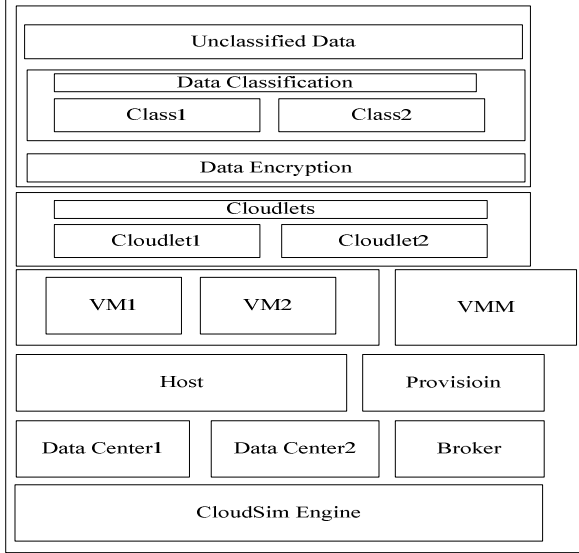 Unclassified Data
Data Classification
Class1 Class2
Data Encryption
Cloudlets
Cloudlet1 Cloudlet2
VM1 VM2 VMM
Host Provisioin
Data Center1 Data Center2 Broker
CloudSim Engine